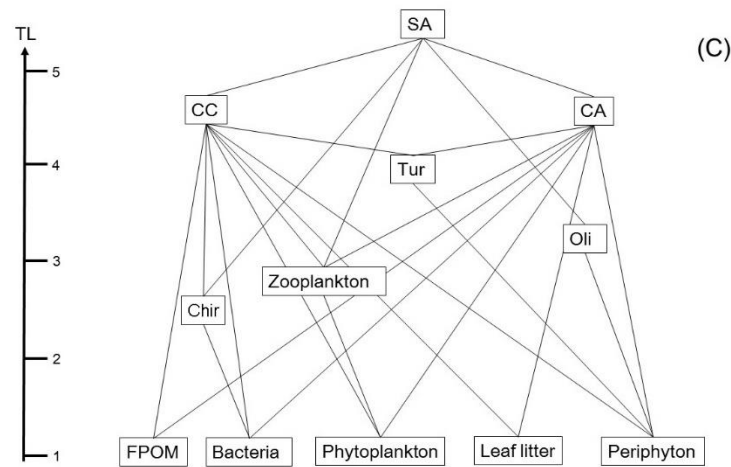 SA
TL
(C)
5
CC
CA
4
Tur
Oli
3
Zooplankton
Chir
2
FPOM
Bacteria
Phytoplankton
Leaf litter
Periphyton
1